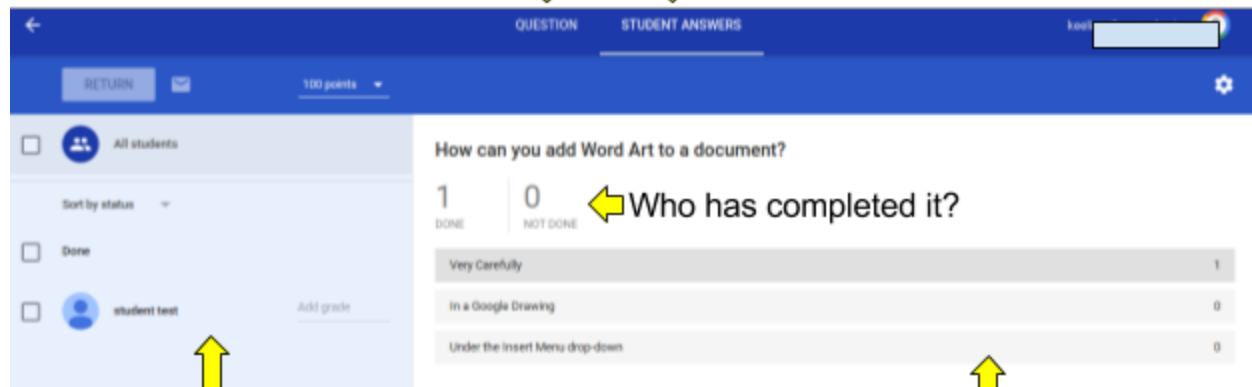 QUESTION STUDENT ANSWERS
RETURN 100 points
All students
How can you add Word Art to a document?
1 0
DONE NOT DONE
Who has completed it?
Sort by status
Done
Very Carefully 1
student test Add grade
In a Google Drawing 0
Under the Insert Menu drop-down 0